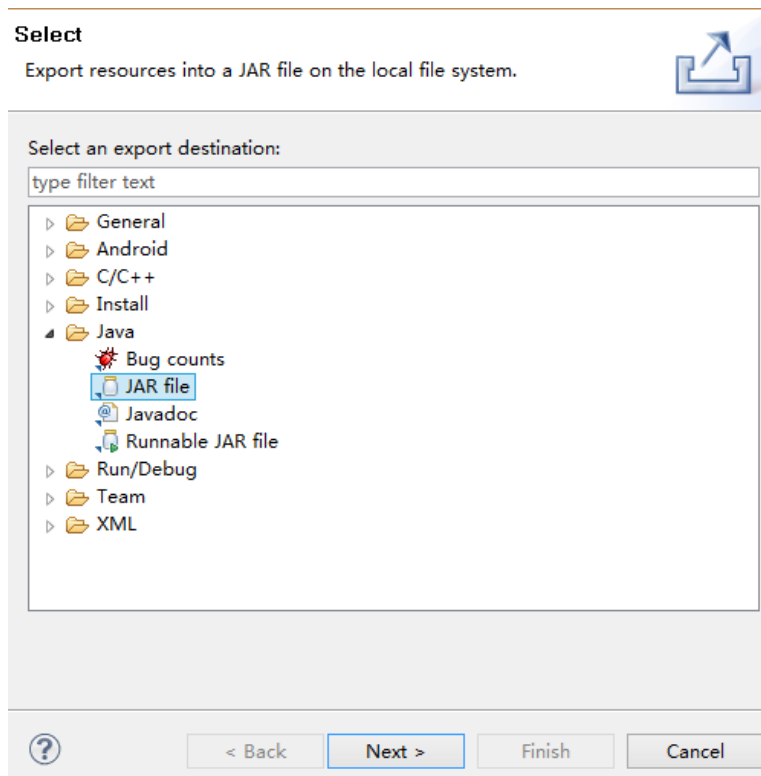 Select
Export resources into a JAR file on the local file system.
Select an export destination:
type filter text
General
Android
C/C++
Install
Java
Bug counts
JAR file
Javadoc
Runnable JAR file
Run/Debug
Team
XML
? < Back Next > Finish Cancel